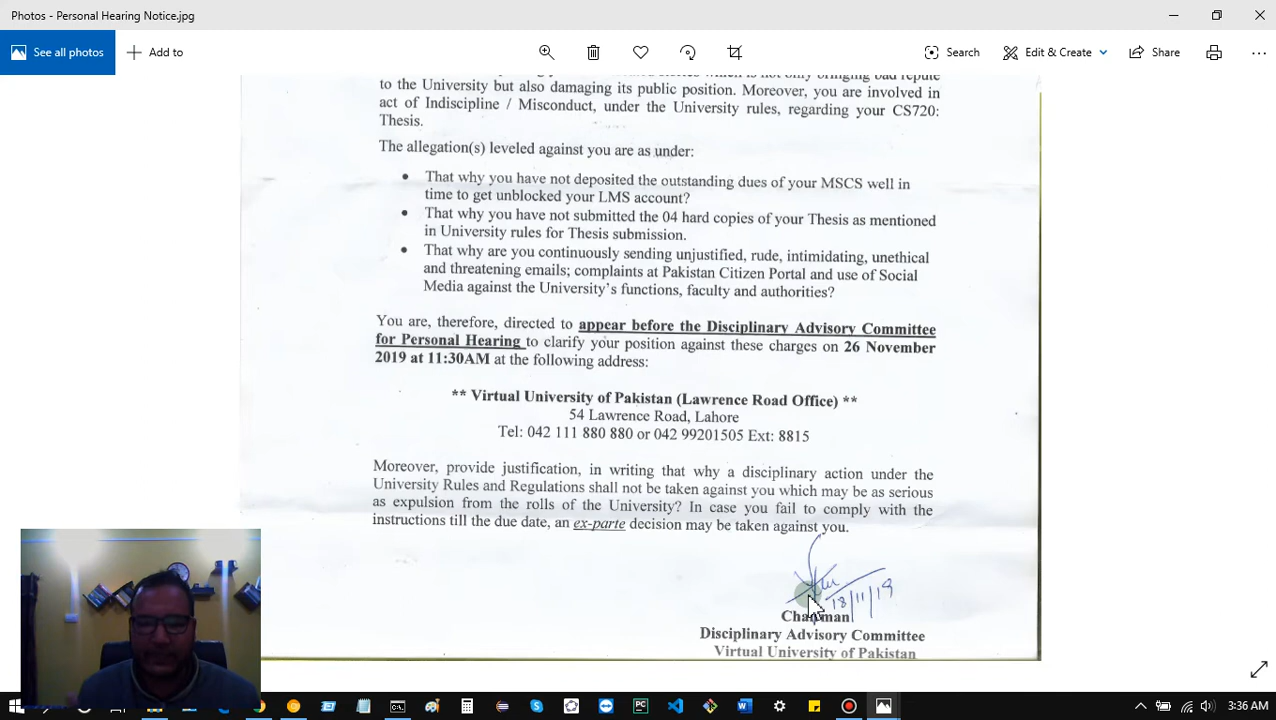 Photos - Personal Hearing Notice.jpg
See all photos
Add to
Search
Edit & Create
Share
to the University but also damaging its public position. Moreover, you are involved in
act of Indiscipline / Misconduct, under the University rules, regarding your CS720:
Thesis.
The allegation(s) leveled against you are as under:
• That why you have not deposited the outstanding dues of your MSCS well in
time to get unblocked your LMS account?
• That why you have not submitted the 04 hard copies of your Thesis as mentioned
in University rules for Thesis submission.
• That why are you continuously sending unjustified, rude, intimidating, unethical
and threatening emails; complaints at Pakistan Citizen Portal and use of Social
Media against the University's functions, faculty and authorities?
You are, therefore, directed to appear before the Disciplinary Advisory Committee
for Personal Hearing to clarify your position against these charges on 26 November
2019 at 11:30AM at the following address:
** Virtual University of Pakistan (Lawrence Road Office) **
54 Lawrence Road, Lahore
Tel: 042 111 880 880 or 042 99201505 Ext: 8815
Moreover, provide justification, in writing that why a disciplinary action under the
University Rules and Regulations shall not be taken against you which may be as serious
as expulsion from the rolls of the University? In case you fail to comply with the
instructions till the due date, an ex-parte decision may be taken against you.
18/11/19
Chairman
Disciplinary Advisory Committee
Virtual University of Pakistan
3:36 AM